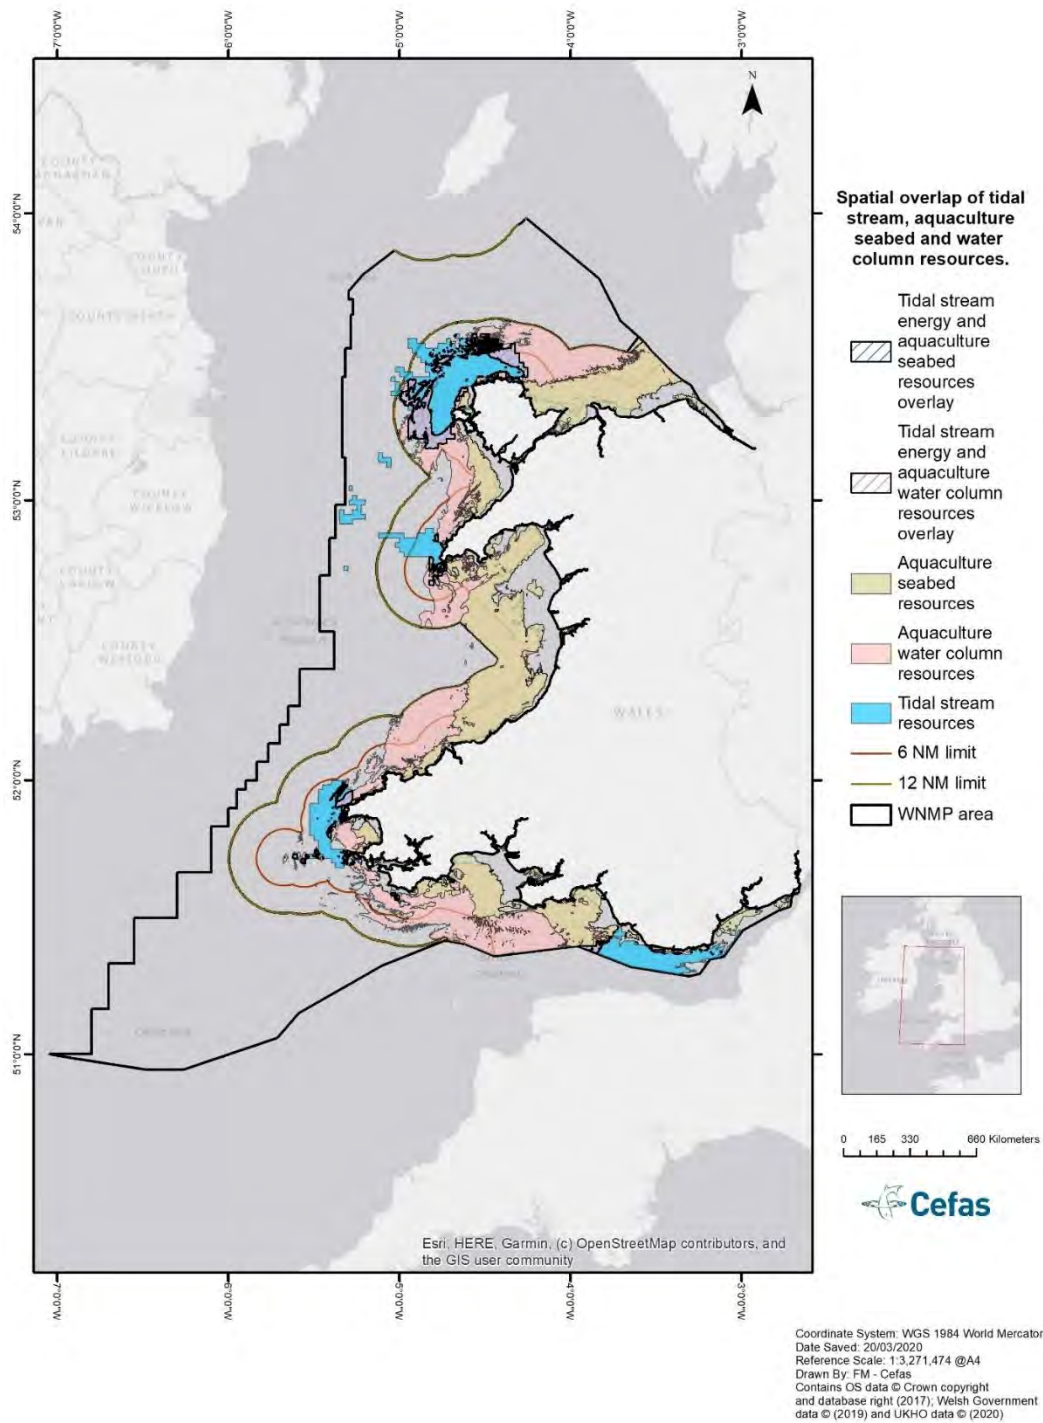 7°0'0"W
6°0'0"W
5°0'0"W
4°0'0"W
3°0'0"W
N
54°0'0"N
53°0'0"N
52°0'0"N
51°0'0"N
COUNTY
WICKLOW
COUNTY
WEXFORD
WALES
Esri, HERE, Garmin, (c) OpenStreetMap contributors, and
the GIS user community
7°0'0"W
6°0'0"W
5°0'0"W
4°0'0"W
3°0'0"W
Spatial overlap of tidal
stream, aquaculture
seabed and water
column resources.
Tidal stream
energy and
aquaculture
seabed
resources
overlay
Tidal stream
energy and
aquaculture
water column
resources
overlay
Aquaculture
seabed
resources
Aquaculture
water column
resources
Tidal stream
resources
6 NM limit
12 NM limit
WNMP area
0 165 330 660 Kilometers
Cefas
Coordinate System: WGS 1984 World Mercator
Date Saved: 20/03/2020
Reference Scale: 1:3,271,474 @A4
Drawn By: FM - Cefas
Contains OS data © Crown copyright
and database right (2017); Welsh Government
data © (2019) and UKHO data © (2020)